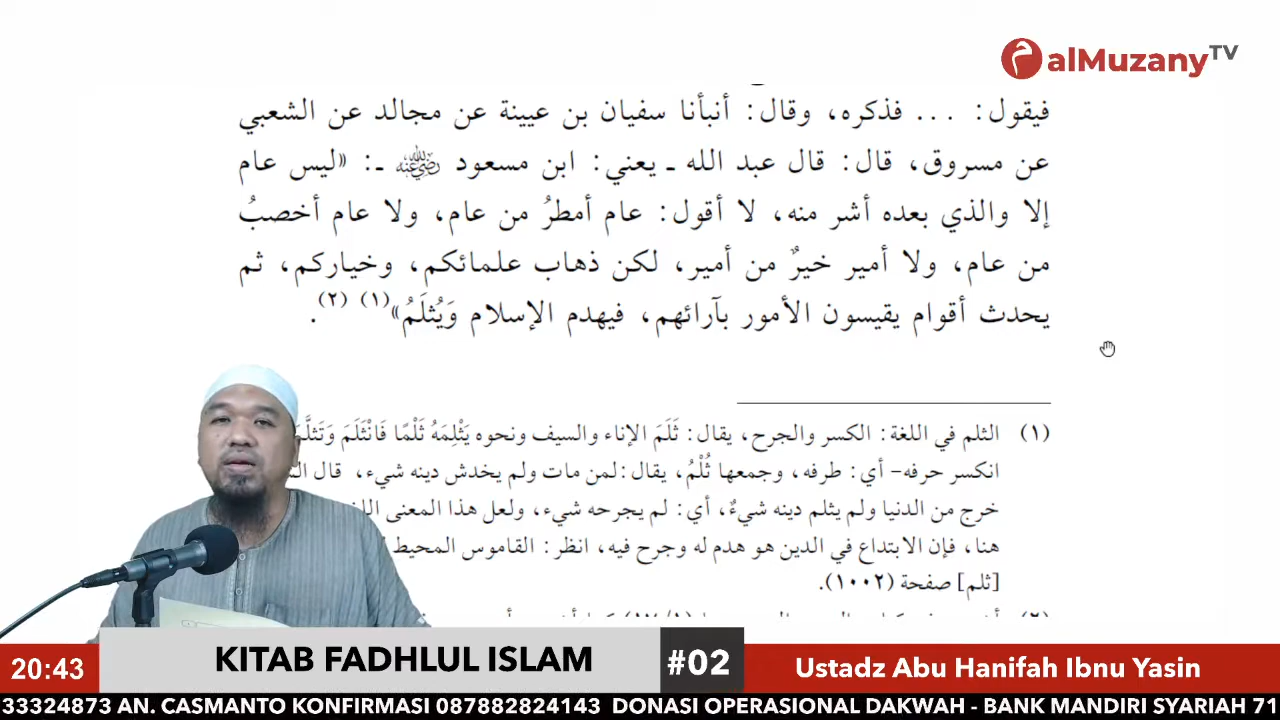 alMuzanyTV
فيقول: ... فذكره، وقال: أنبأنا سفيان بن عيينة عن مجالد عن الشعبي
عن مسروق، قال: قال عبد الله ـ يعني: ابن مسعود رضي الله عنه ـ: «ليس عام
إلا والذي بعده أشر منه، لا أقول: عام أمطرُ من عام، ولا عام أخصبُ
من عام، ولا أمير خيرٌ من أمير، لكن ذهاب علمائكم، وخياركم، ثم
يحدث أقوام يقيسون الأمور بآرائهم، فيهدم الإسلام وَيُثلَمُ»(١) (٢).
(١) الثلم في اللغة: الكسر والجرح، يقال: ثَلَمَ الإناء والسيف ونحوه يَثْلِمَهُ ثَلْمًا فَانْثَلَمَ وَتَثَلَّمَ
انكسر حرفه- أي: طرفه، وجمعها ثُلْمُ، يقال: لمن مات ولم يخدش دينه شيء، قال
خرج من الدنيا ولم يثلم دينه شيءٌ، أي: لم يجرحه شيء، ولعل هذا المعنى
هنا، فإن الابتداع في الدين هو هدم له وجرح فيه، انظر: القاموس المحيط
[ثلم] صفحة (١٠٠٢).
20:43
KITAB FADHLUL ISLAM
#02
Ustadz Abu Hanifah Ibnu Yasin
33324873 AN. CASMANTO KONFIRMASI 087882824143 DONASI OPERASIONAL DAKWAH - BANK MANDIRI SYARIAH 71